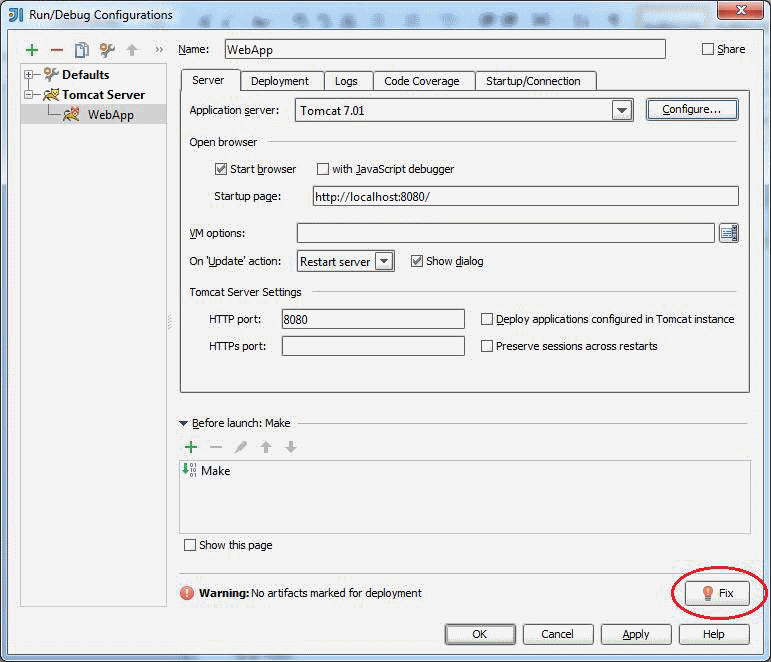 Run/Debug Configurations
Name: WebApp Share
Defaults
Tomcat Server
WebApp
Server Deployment Logs Code Coverage Startup/Connection
Application server: Tomcat 7.01 Configure...
Open browser
Start browser with JavaScript debugger
Startup page: http://localhost:8080/
VM options:
On 'Update' action: Restart server Show dialog
Tomcat Server Settings
HTTP port: 8080 Deploy applications configured in Tomcat instance
HTTPs port: Preserve sessions across restarts
Before launch: Make
Make
Show this page
Warning: No artifacts marked for deployment Fix
OK Cancel Apply Help